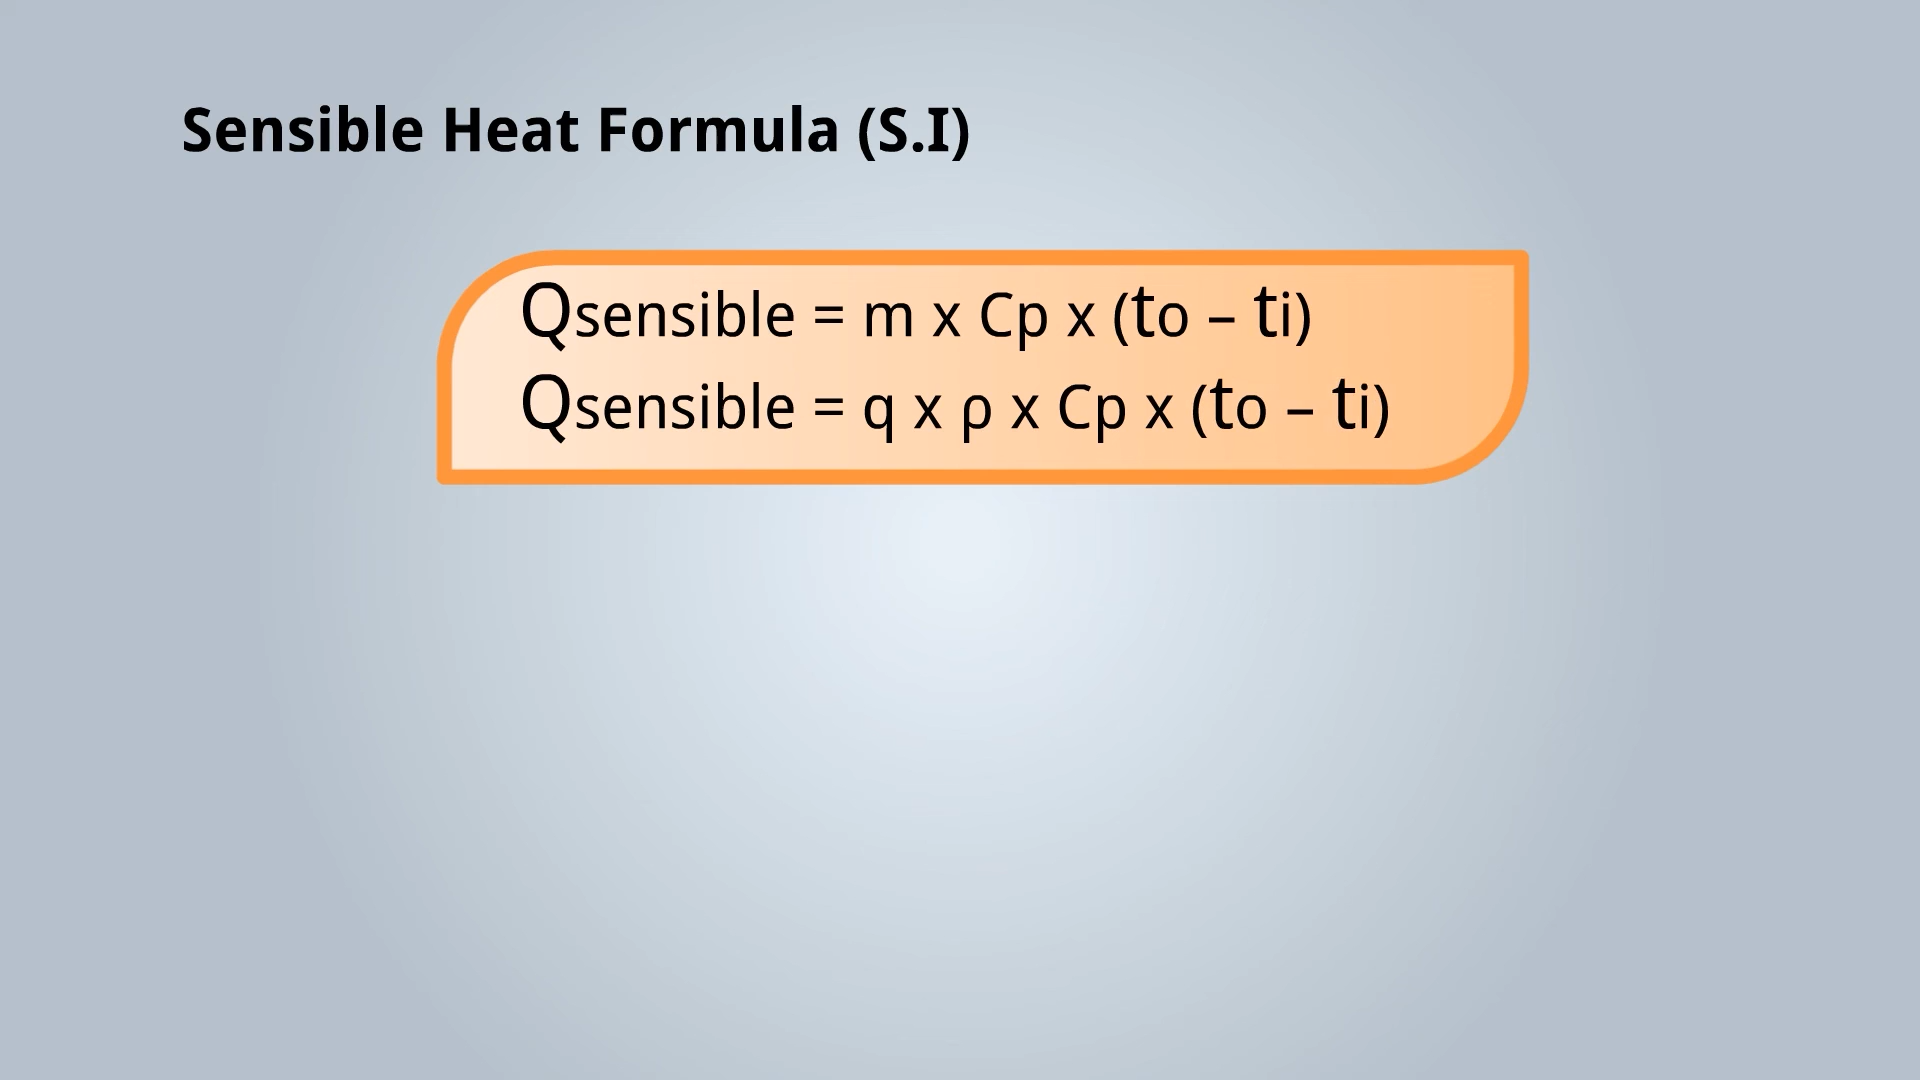 Sensible Heat Formula (S.I)
Qsensible = m x Cp x (to – ti)
Qsensible = q x ρ x Cp x (to – ti)